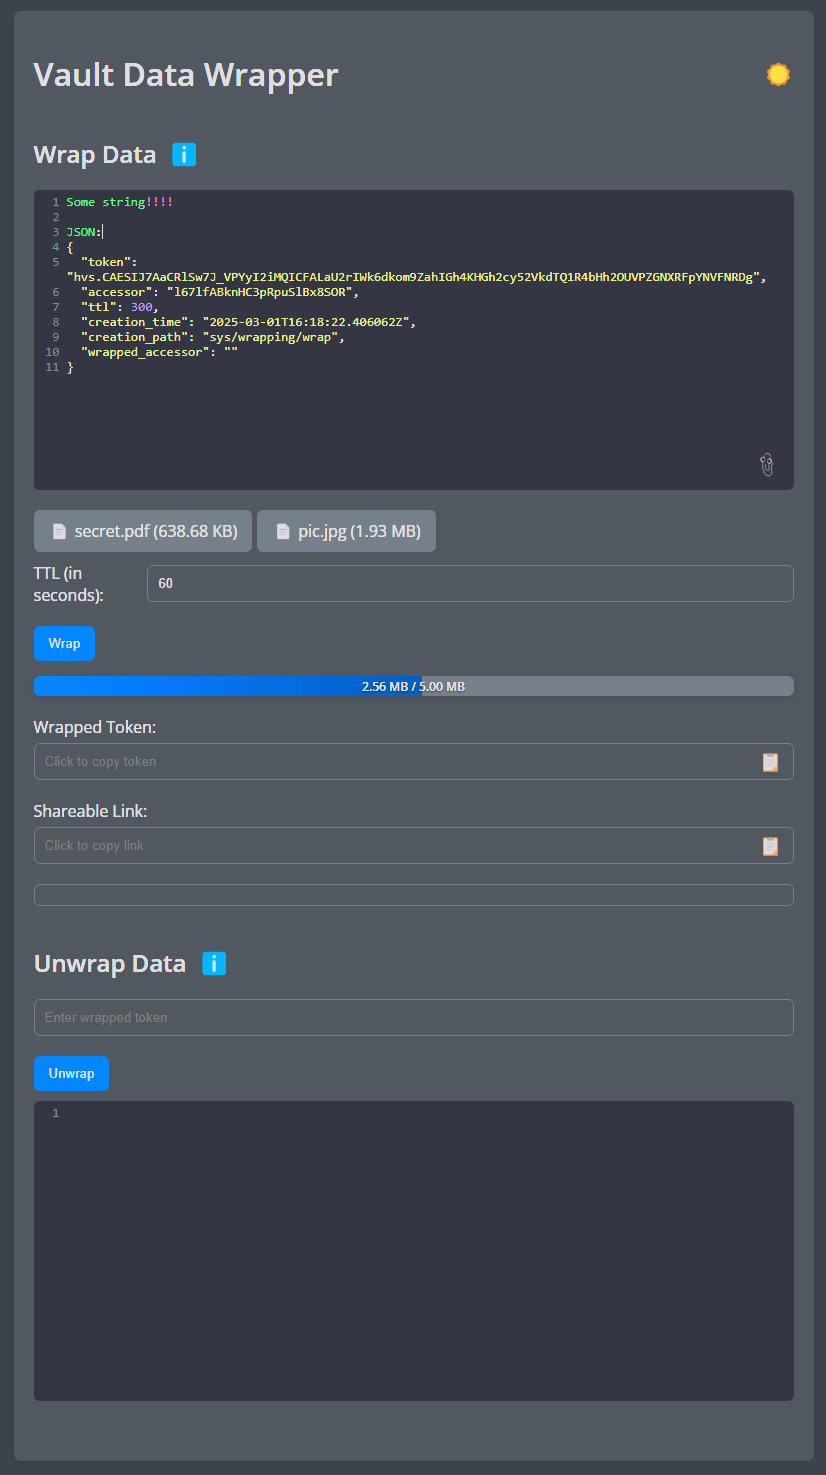 Vault Data Wrapper
Wrap Data
1 Some string!!!!
2
3 JSON:
4 {
5 "token":
"hvs.CAESIJ7AaCRlSw7J_VPYyI2iMQICFALaU2rIWk6dkom9ZahIGh4KHGh2cy52VkdTQ1R4bHh2OUVPZGNXRFpYNVFNRDg",
6 "accessor": "l67lfABknHC3pRpuSlBx8SOR",
7 "ttl": 300,
8 "creation_time": "2025-03-01T16:18:22.406062Z",
9 "creation_path": "sys/wrapping/wrap",
10 "wrapped_accessor": ""
11 }
secret.pdf (638.68 KB) pic.jpg (1.93 MB)
TTL (in
seconds):
60
Wrap
2.56 MB / 5.00 MB
Wrapped Token:
Click to copy token
Shareable Link:
Click to copy link
Unwrap Data
Enter wrapped token
Unwrap
1